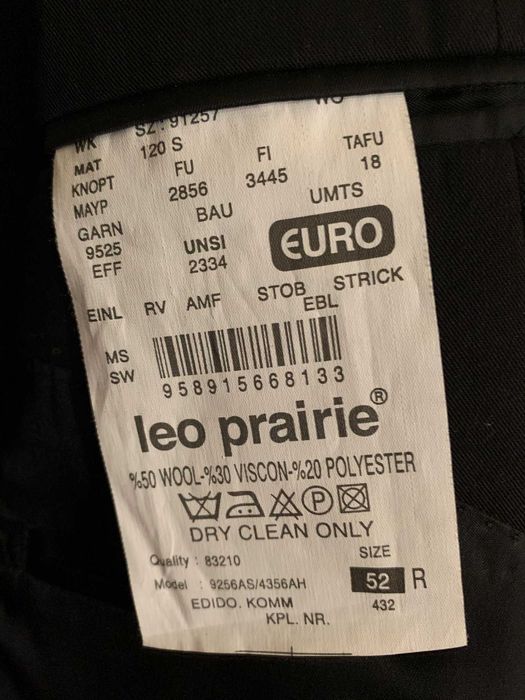 WK SZ : 91257 WO
MAT 120 S
KNOPT FU FI TAFU
MAYP 2856 3445 18
GARN BAU UMTS
9525 UNSI EURO
EFF 2334
EINL RV AMF STOB STRICK
EBL
MS
SW
958915668133
leo prairie®
%50 WOOL-%30 VISCON-%20 POLYESTER
P
DRY CLEAN ONLY
Quality : 83210 SIZE
Model : 9256AS/4356AH 52 R
EDIDO. KOMM 432
KPL. NR.